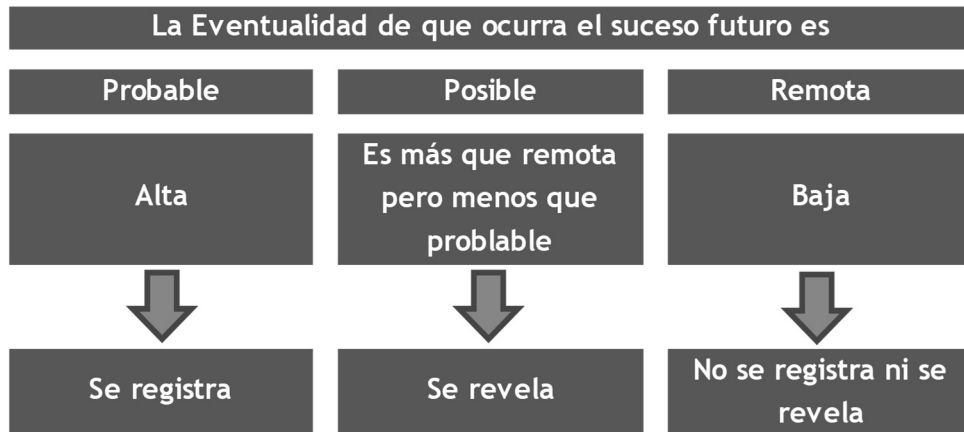 La Eventualidad de que ocurra el suceso futuro es
Probable
Posible
Remota
Alta
Es más que remota
pero menos que
problable
Baja
Se registra
Se revela
No se registra ni se
revela